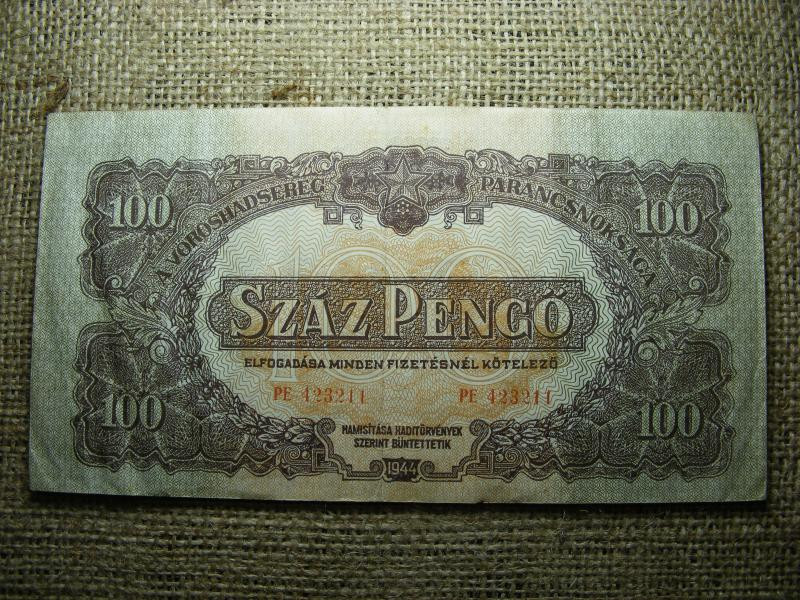 A VÖRÖSHADSEREG PARANCSNOKSÁGA
100 100
SZÁZ PENGŐ
ELFOGADÁSA MINDEN FIZETÉSNÉL KÖTELEZŐ
PE 423211 PE 423211
100 100
HAMISÍTÁSA HADITÖRVÉNYEK
SZERINT BÜNTETTETIK
1944